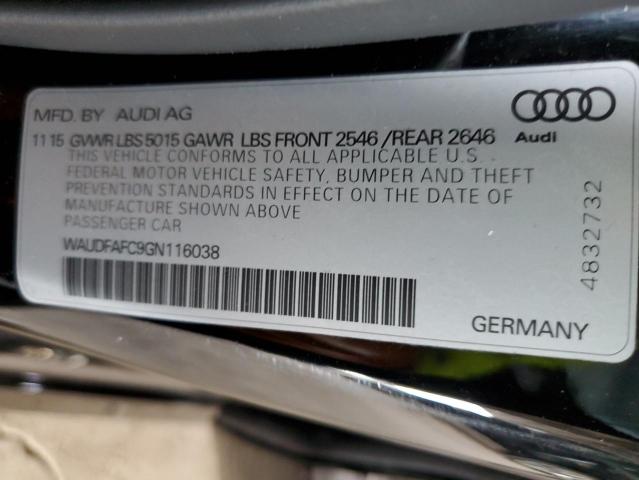 MFD. BY AUDI AG
11 15 GVWR LBS 5015 GAWR LBS FRONT 2546 / REAR 2646
Audi
THIS VEHICLE CONFORMS TO ALL APPLICABLE U.S.
FEDERAL MOTOR VEHICLE SAFETY, BUMPER AND THEFT
PREVENTION STANDARDS IN EFFECT ON THE DATE OF
MANUFACTURE SHOWN ABOVE
PASSENGER CAR
WAUDFAFC9GN116038
4832732
GERMANY